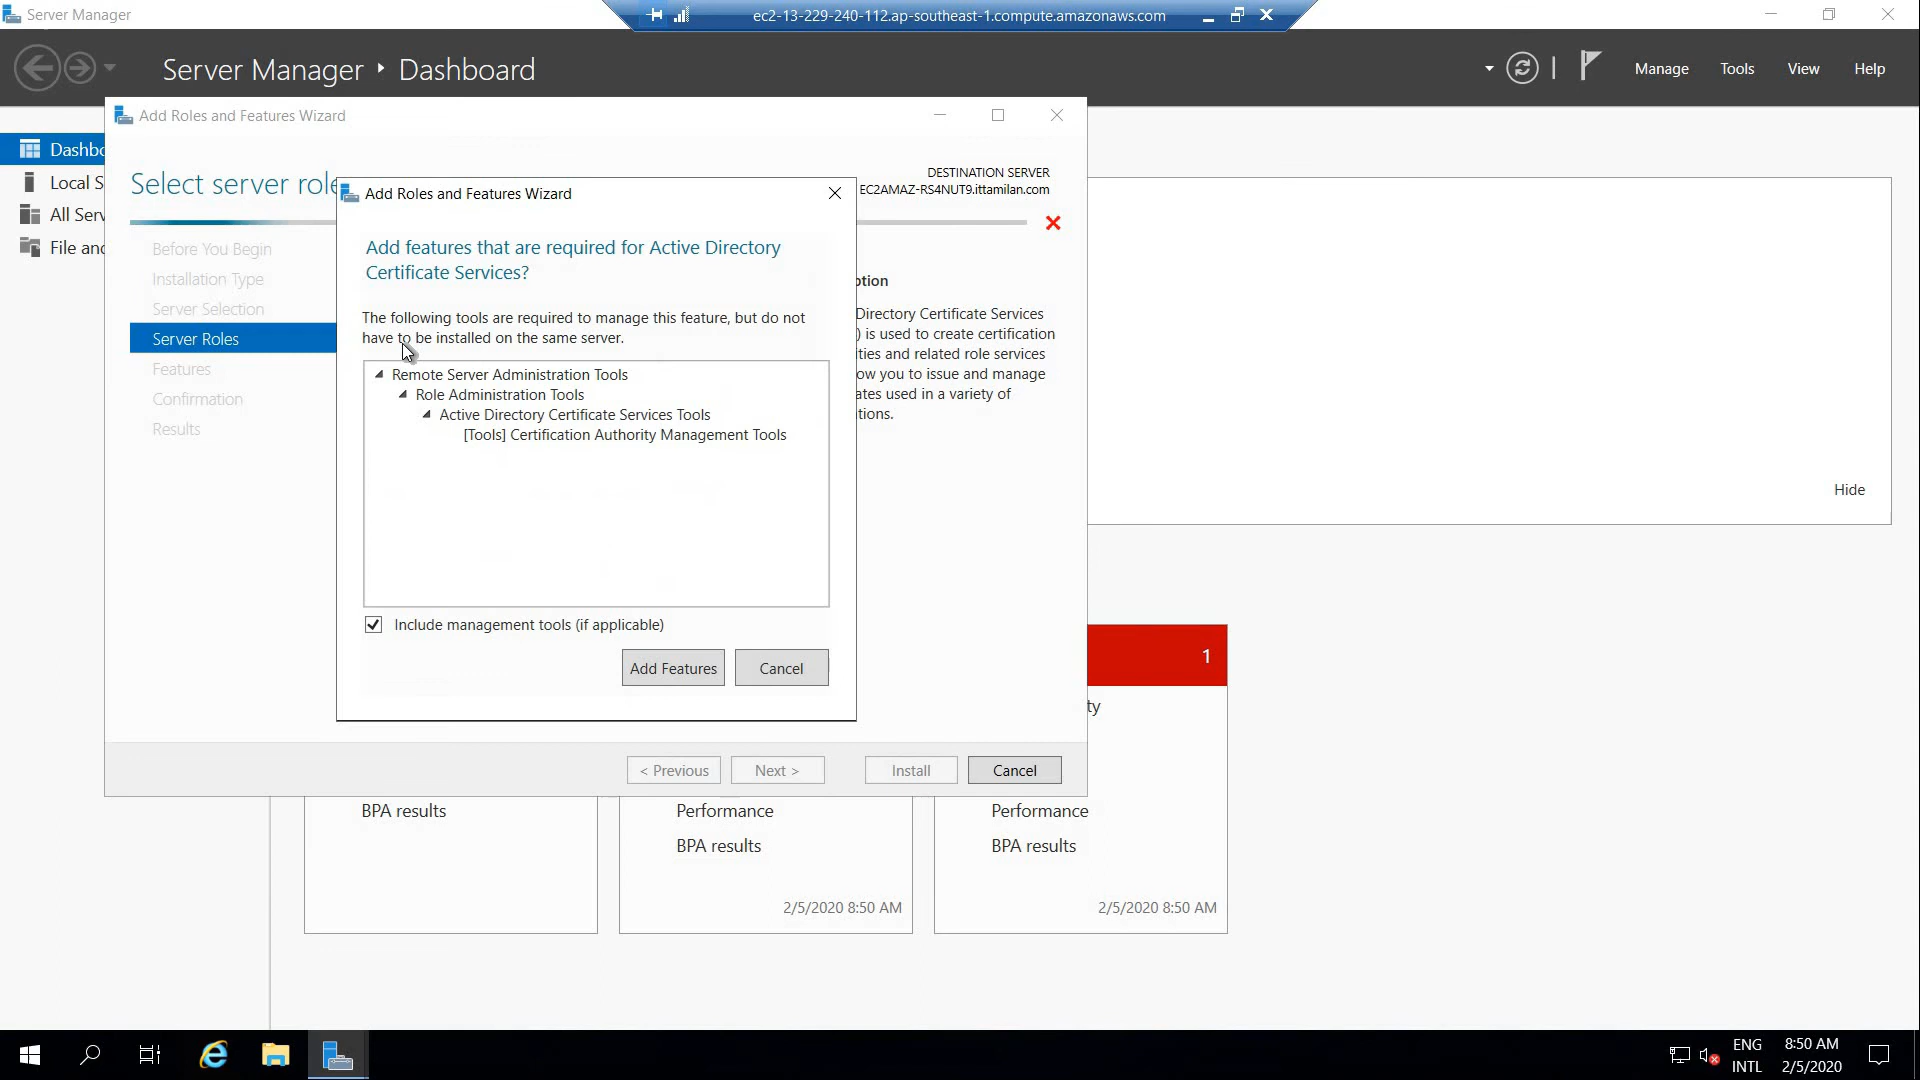 Server Manager
ec2-13-229-240-112.ap-southeast-1.compute.amazonaws.com
Server Manager
Dashboard
Manage
Tools
View
Help
Add Roles and Features Wizard
Dashbo
Local S
All Serv
File and
Select server role
DESTINATION SERVER
EC2AMAZ-RS4NUT9.ittamilan.com
Before You Begin
Installation Type
Server Selection
Server Roles
Features
Confirmation
Results
Add Roles and Features Wizard
Add features that are required for Active Directory
Certificate Services?
The following tools are required to manage this feature, but do not
have to be installed on the same server.
Remote Server Administration Tools
Role Administration Tools
Active Directory Certificate Services Tools
[Tools] Certification Authority Management Tools
Include management tools (if applicable)
Add Features
Cancel
ption
Directory Certificate Services
) is used to create certification
ities and related role services
ow you to issue and manage
ates used in a variety of
tions.
Hide
1
ty
< Previous
Next >
Install
Cancel
BPA results
Performance
BPA results
2/5/2020 8:50 AM
Performance
BPA results
2/5/2020 8:50 AM
ENG
INTL
8:50 AM
2/5/2020